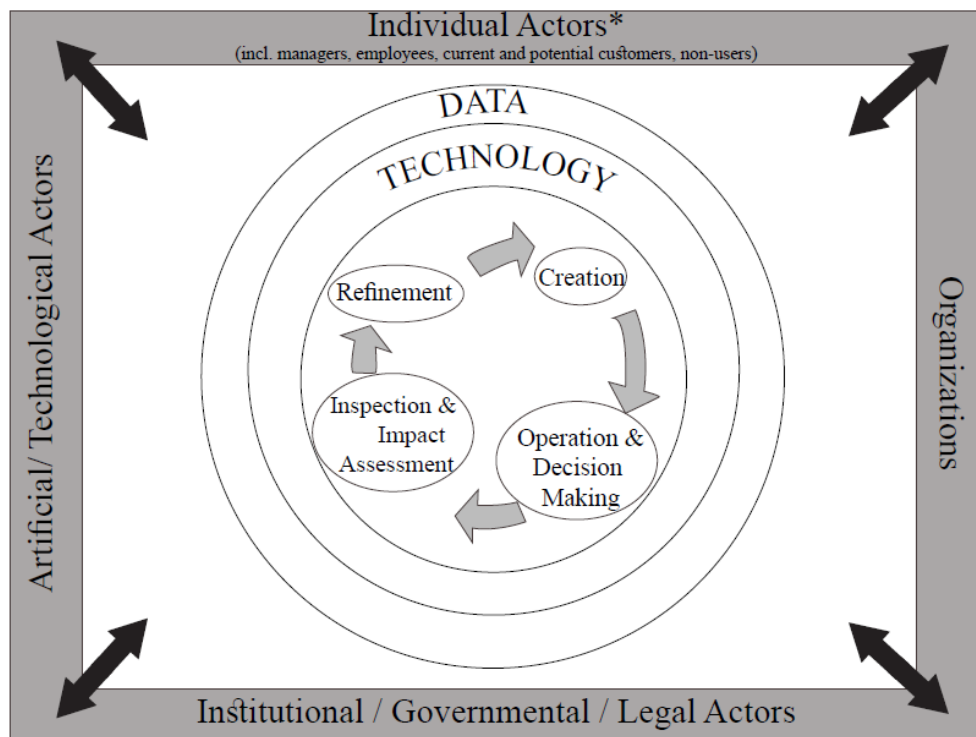 Individual Actors*
(incl. managers, employees, current and potential customers, non-users)
DATA
TECHNOLOGY
Refinement
Creation
Inspection &
Impact
Assessment
Operation &
Decision
Making
Artificial/ Technological Actors
Organizations
Institutional / Governmental / Legal Actors